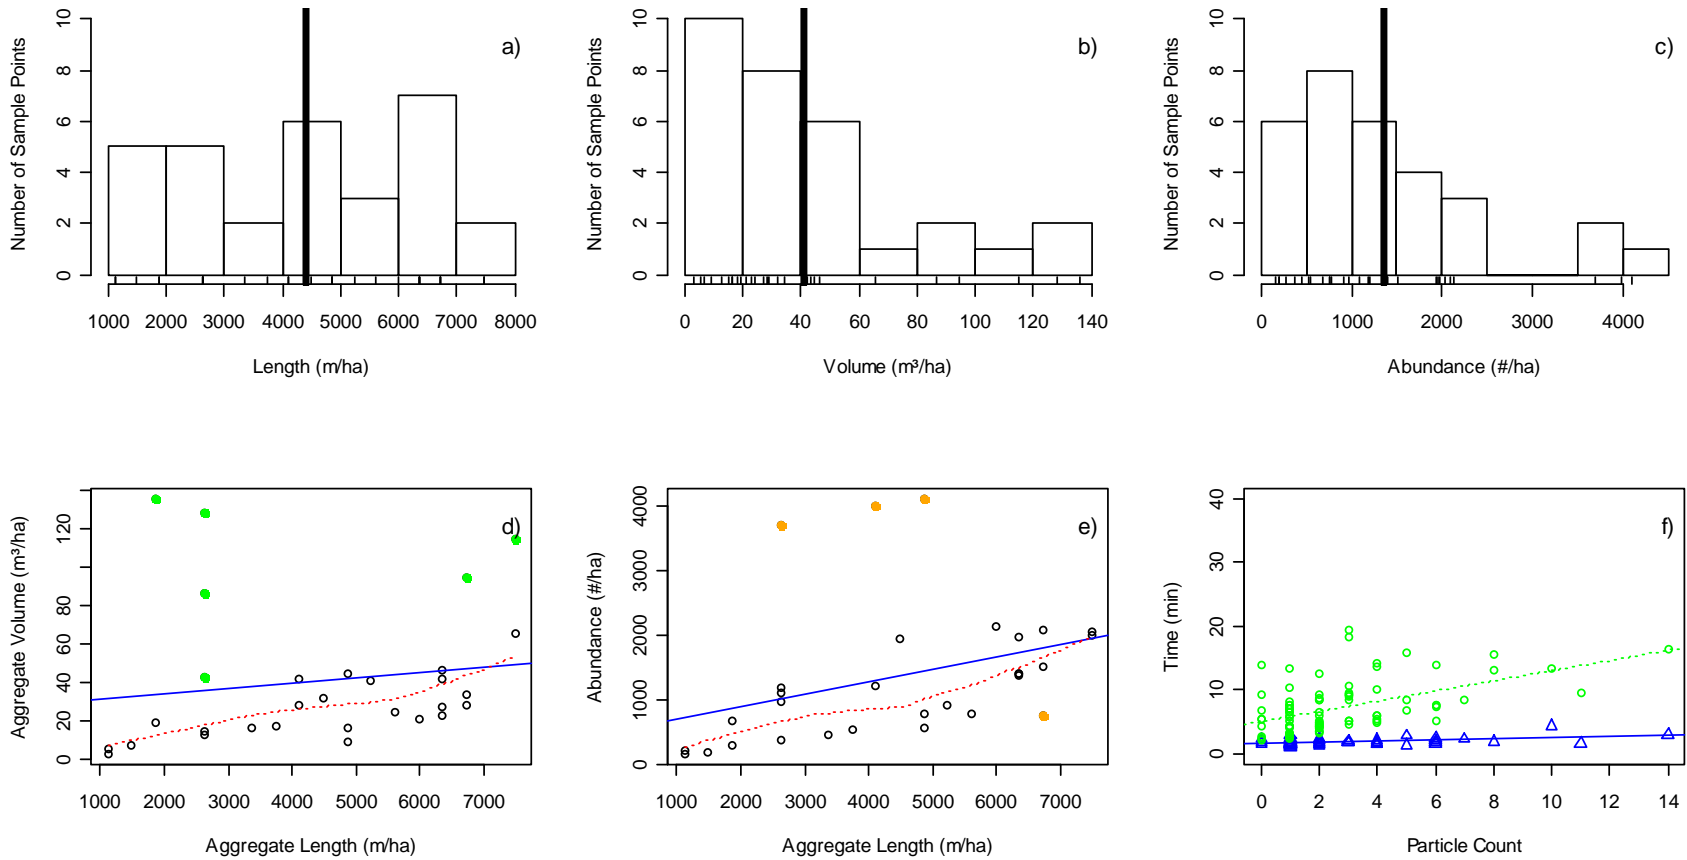 a)
Number of Sample Points
0 2 4 6 8 10
1000 2000 3000 4000 5000 6000 7000 8000
Length (m/ha)
b)
Number of Sample Points
0 2 4 6 8 10
0 20 40 60 80 100 120 140
Volume (m³/ha)
c)
Number of Sample Points
0 2 4 6 8 10
0 1000 2000 3000 4000
Abundance (#/ha)
d)
Aggregate Volume (m³/ha)
0 20 40 60 80 120
1000 2000 3000 4000 5000 6000 7000
Aggregate Length (m/ha)
e)
Abundance (#/ha)
0 1000 2000 3000 4000
1000 2000 3000 4000 5000 6000 7000
Aggregate Length (m/ha)
f)
Time (min)
0 10 20 30 40
0 2 4 6 8 10 12 14
Particle Count